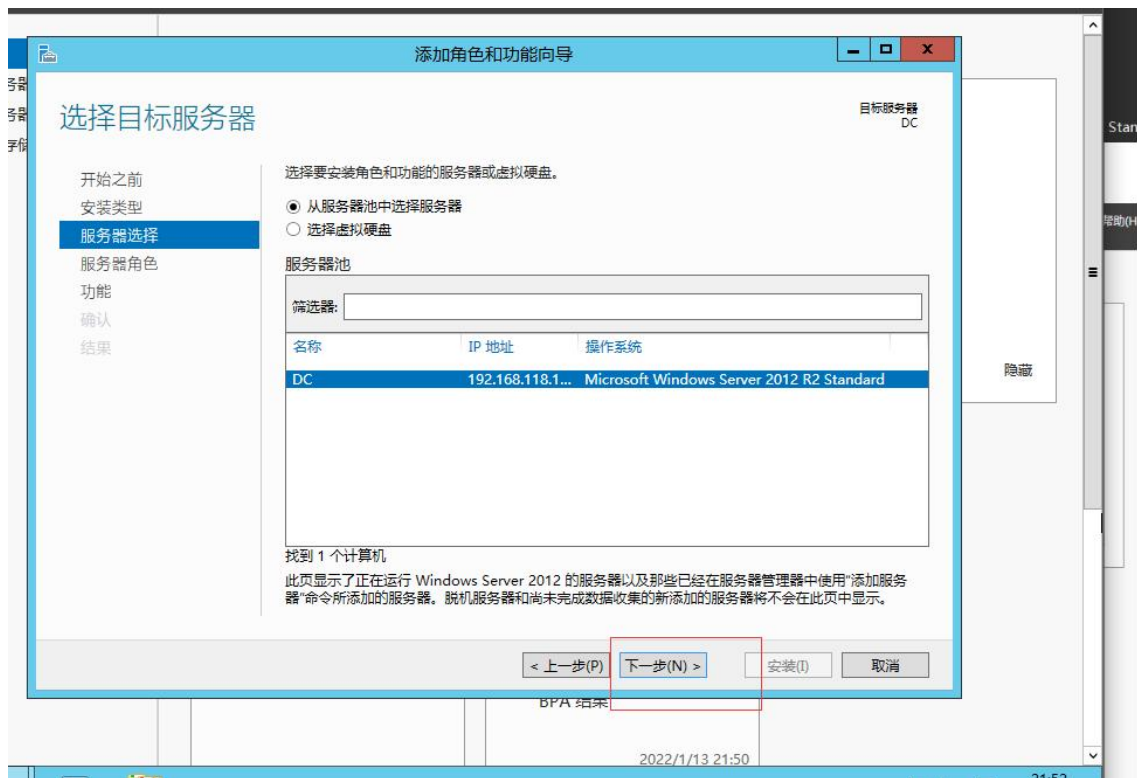 添加角色和功能向导
选择目标服务器
目标服务器
DC
开始之前
安装类型
服务器选择
服务器角色
功能
确认
结果
选择要安装角色和功能的服务器或虚拟硬盘。
从服务器池中选择服务器
选择虚拟硬盘
服务器池
筛选器:
名称 IP 地址 操作系统
DC 192.168.118.1... Microsoft Windows Server 2012 R2 Standard
找到 1 个计算机
此页显示了正在运行 Windows Server 2012 的服务器以及那些已经在服务器管理器中使用"添加服务
器"命令所添加的服务器。脱机服务器和尚未完成数据收集的新添加的服务器将不会在此页中显示。
< 上一步(P) 下一步(N) > 安装(I) 取消
隐藏
Stan
帮助(H
BPA 结果
2022/1/13 21:50
21:52